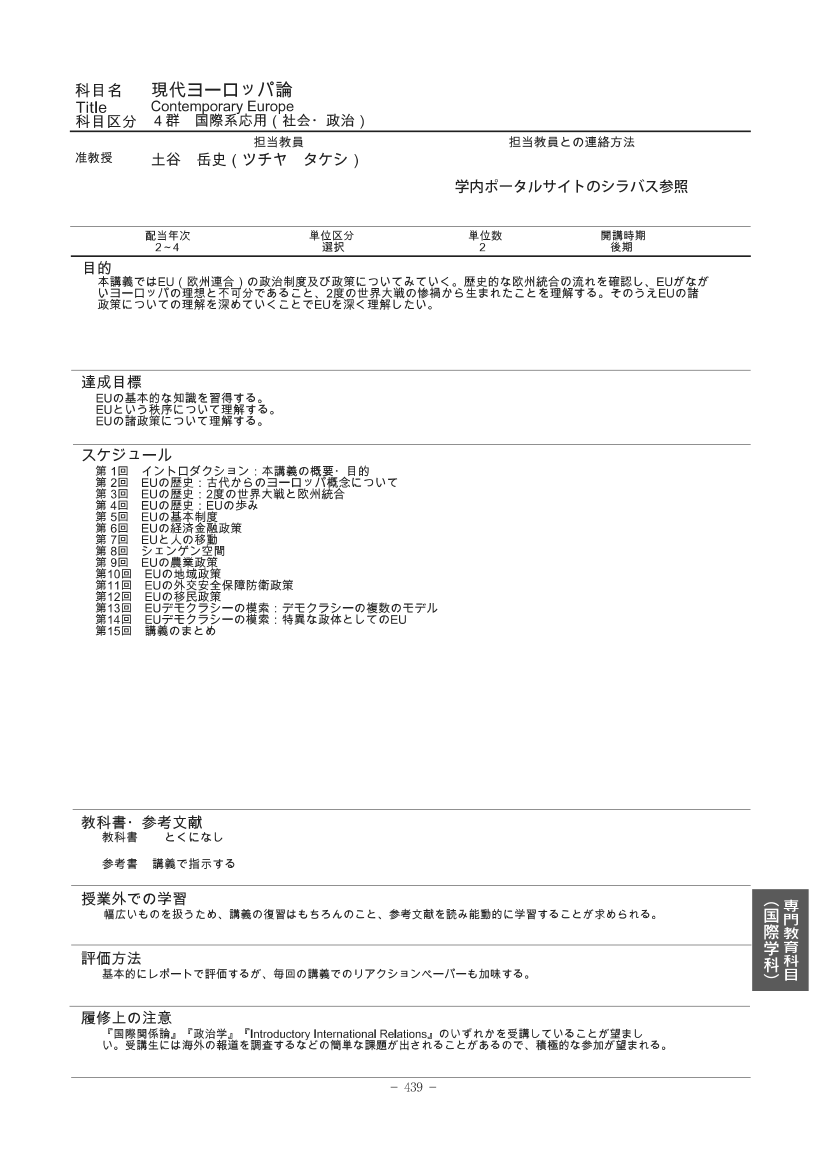 科目名　現代ヨーロッパ論
Title　Contemporary Europe
科目区分　４群　国際系応用(社会・政治)
担当教員　担当教員との連絡方法
准教授　土谷　岳史(ツチヤ　タケシ)
学内ポータルサイトのシラバス参照
配当年次　単位区分　単位数　開講時期
2～4　選択　2　後期
目的
本講義ではEU(欧州連合)の政治制度及び政策についてみていく。歴史的な欧州統合の流れを確認し、EUがなが
いヨーロッパの理想と不可分であること、2度の世界大戦の惨禍から生まれたことを理解する。そのうえEUの諸
政策についての理解を深めていくことでEUを深く理解したい。
達成目標
EUの基本的な知識を習得する。
EUという秩序について理解する。
EUの諸政策について理解する。
スケジュール
第 1回　イントロダクション：本講義の概要・目的
第 2回　EUの歴史：古代からのヨーロッパ概念について
第 3回　EUの歴史：2度の世界大戦と欧州統合
第 4回　EUの歴史：EUの歩み
第 5回　EUの基本制度
第 6回　EUの経済金融政策
第 7回　EUと人の移動
第 8回　シェンゲン空間
第 9回　EUの農業政策
第10回　EUの地域政策
第11回　EUの外交安全保障防衛政策
第12回　EUの移民政策
第13回　EUデモクラシーの模索：デモクラシーの複数のモデル
第14回　EUデモクラシーの模索：特異な政体としてのEU
第15回　講義のまとめ
教科書・参考文献
教科書　とくになし
参考書　講義で指示する
授業外での学習
幅広いものを扱うため、講義の復習はもちろんのこと、参考文献を読み能動的に学習することが求められる。
評価方法
基本的にレポートで評価するが、毎回の講義でのリアクションペーパーも加味する。
履修上の注意
『国際関係論』『政治学』『Introductory International Relations』のいずれかを受講していることが望まし
い。受講生には海外の報道を調査するなどの簡単な課題が出されることがあるので、積極的な参加が望まれる。
専門教育科目
（国際学科）
− 439 −